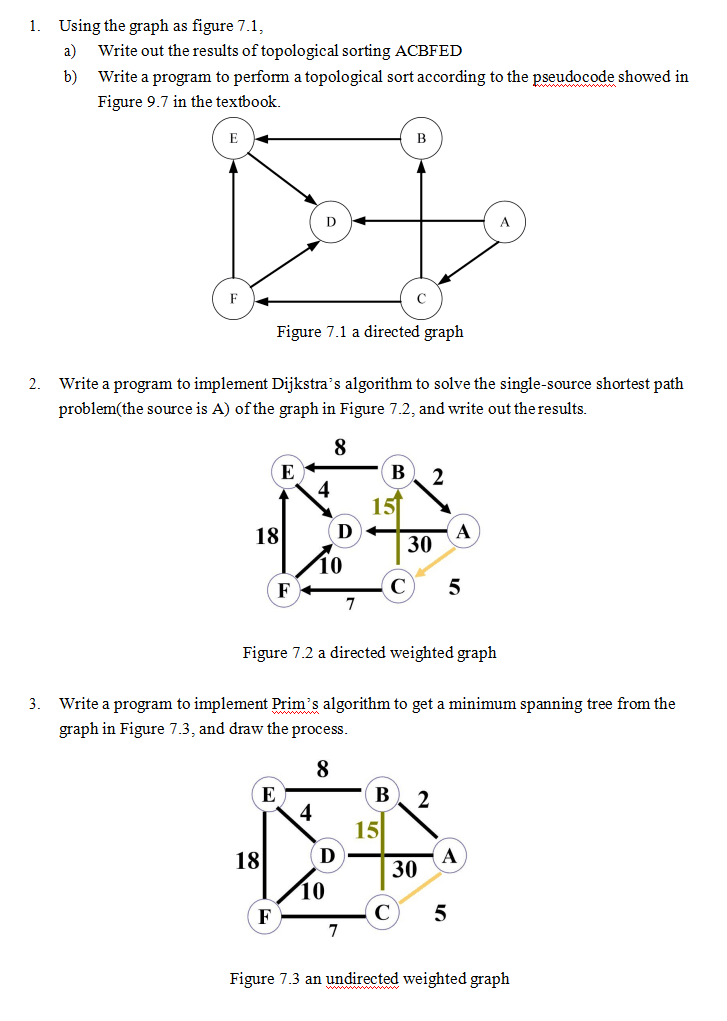 1. Using the graph as figure 7.1,
a) Write out the results of topological sorting ACBFED
b) Write a program to perform a topological sort according to the pseudocode showed in
Figure 9.7 in the textbook.
E
B
D
A
F
C
Figure 7.1 a directed graph
2. Write a program to implement Dijkstra's algorithm to solve the single-source shortest path
problem(the source is A) of the graph in Figure 7.2, and write out the results.
8
E
B
2
4
15
18
D
30
A
10
F
C
5
7
Figure 7.2 a directed weighted graph
3. Write a program to implement Prim's algorithm to get a minimum spanning tree from the
graph in Figure 7.3, and draw the process.
8
E
B
2
4
15
18
D
30
A
10
F
C
5
7
Figure 7.3 an undirected weighted graph